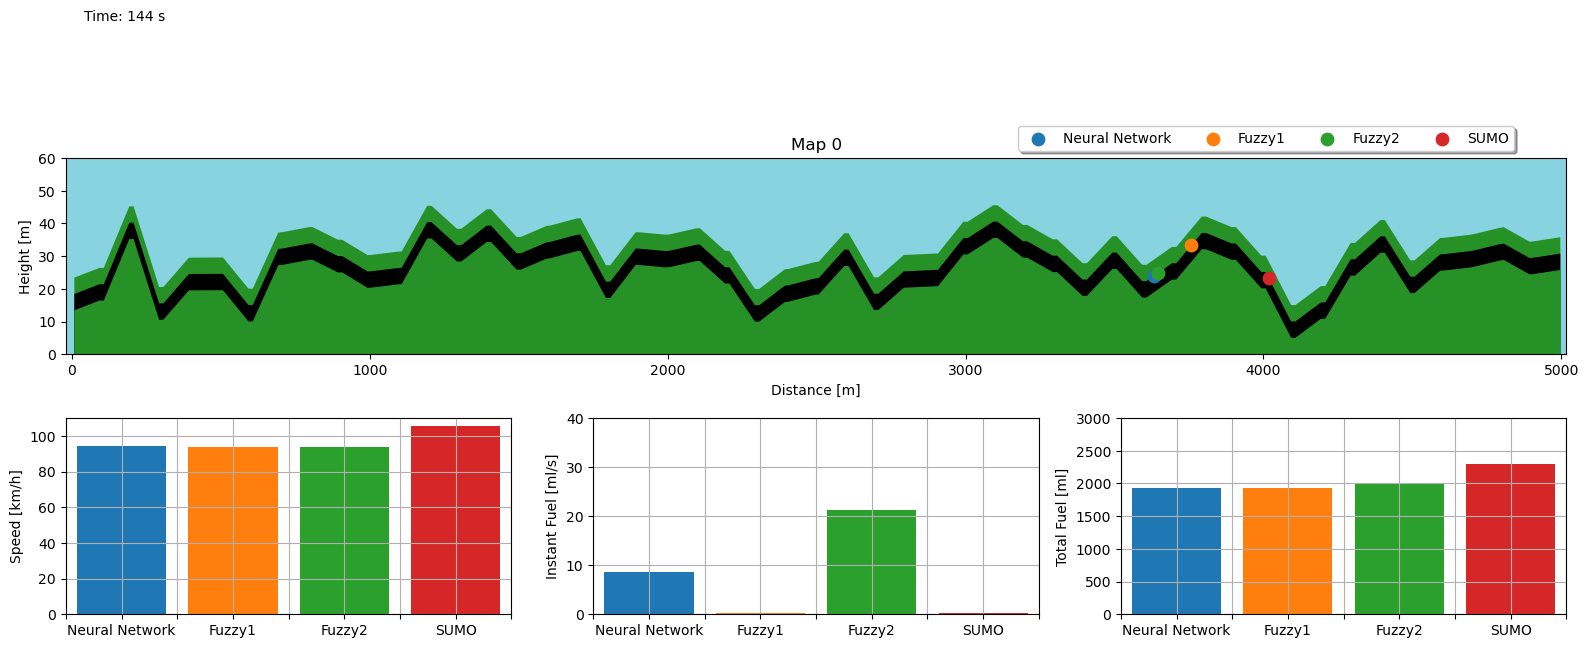 Time: 144 s
Map 0
Neural Network Fuzzy1 Fuzzy2 SUMO
Height [m]
60
50
40
30
20
10
0
0 1000 2000 3000 4000 5000
Distance [m]
Speed [km/h]
100
80
60
40
20
0
Neural Network Fuzzy1 Fuzzy2 SUMO
Instant Fuel [ml/s]
40
30
20
10
0
Neural Network Fuzzy1 Fuzzy2 SUMO
Total Fuel [ml]
3000
2500
2000
1500
1000
500
0
Neural Network Fuzzy1 Fuzzy2 SUMO